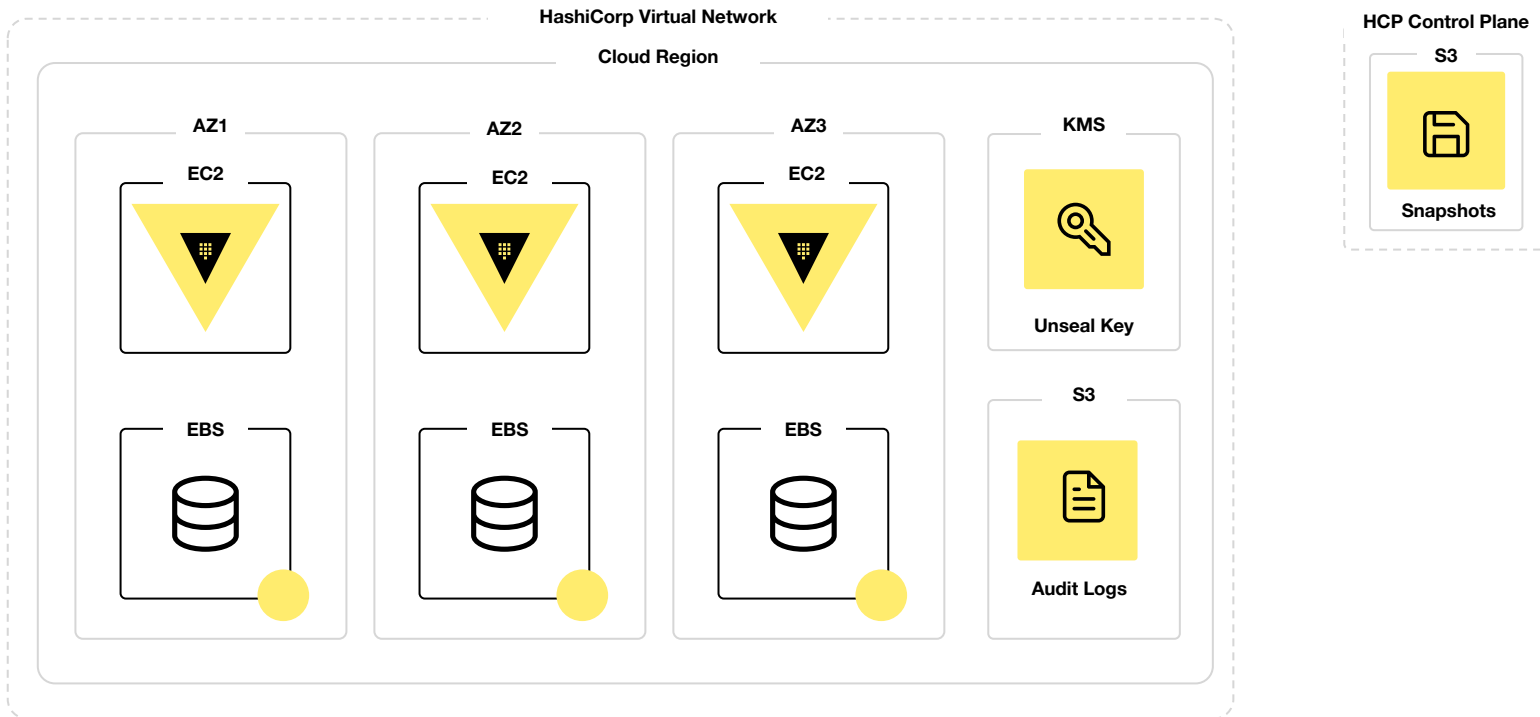 HashiCorp Virtual Network
HCP Control Plane
Cloud Region
S3
Snapshots
AZ1
AZ2
AZ3
KMS
EC2
EC2
EC2
Unseal Key
S3
EBS
EBS
EBS
Audit Logs